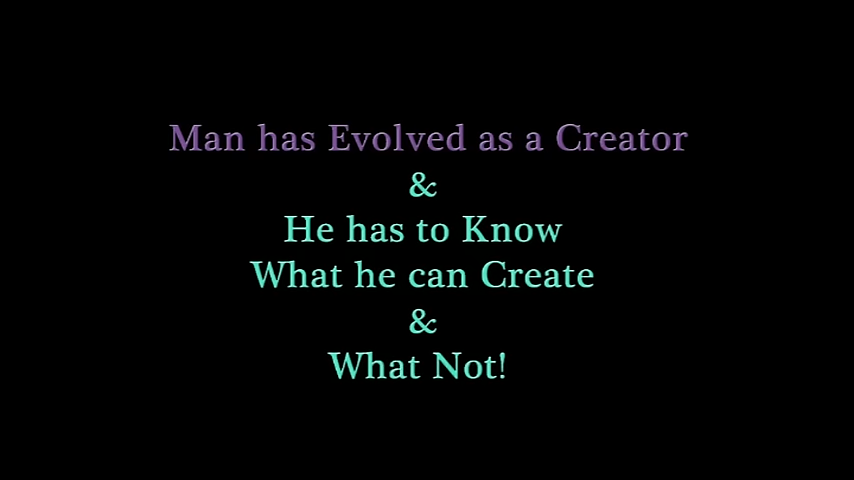 Man has Evolved as a Creator
&
He has to Know
What he can Create
&
What Not!